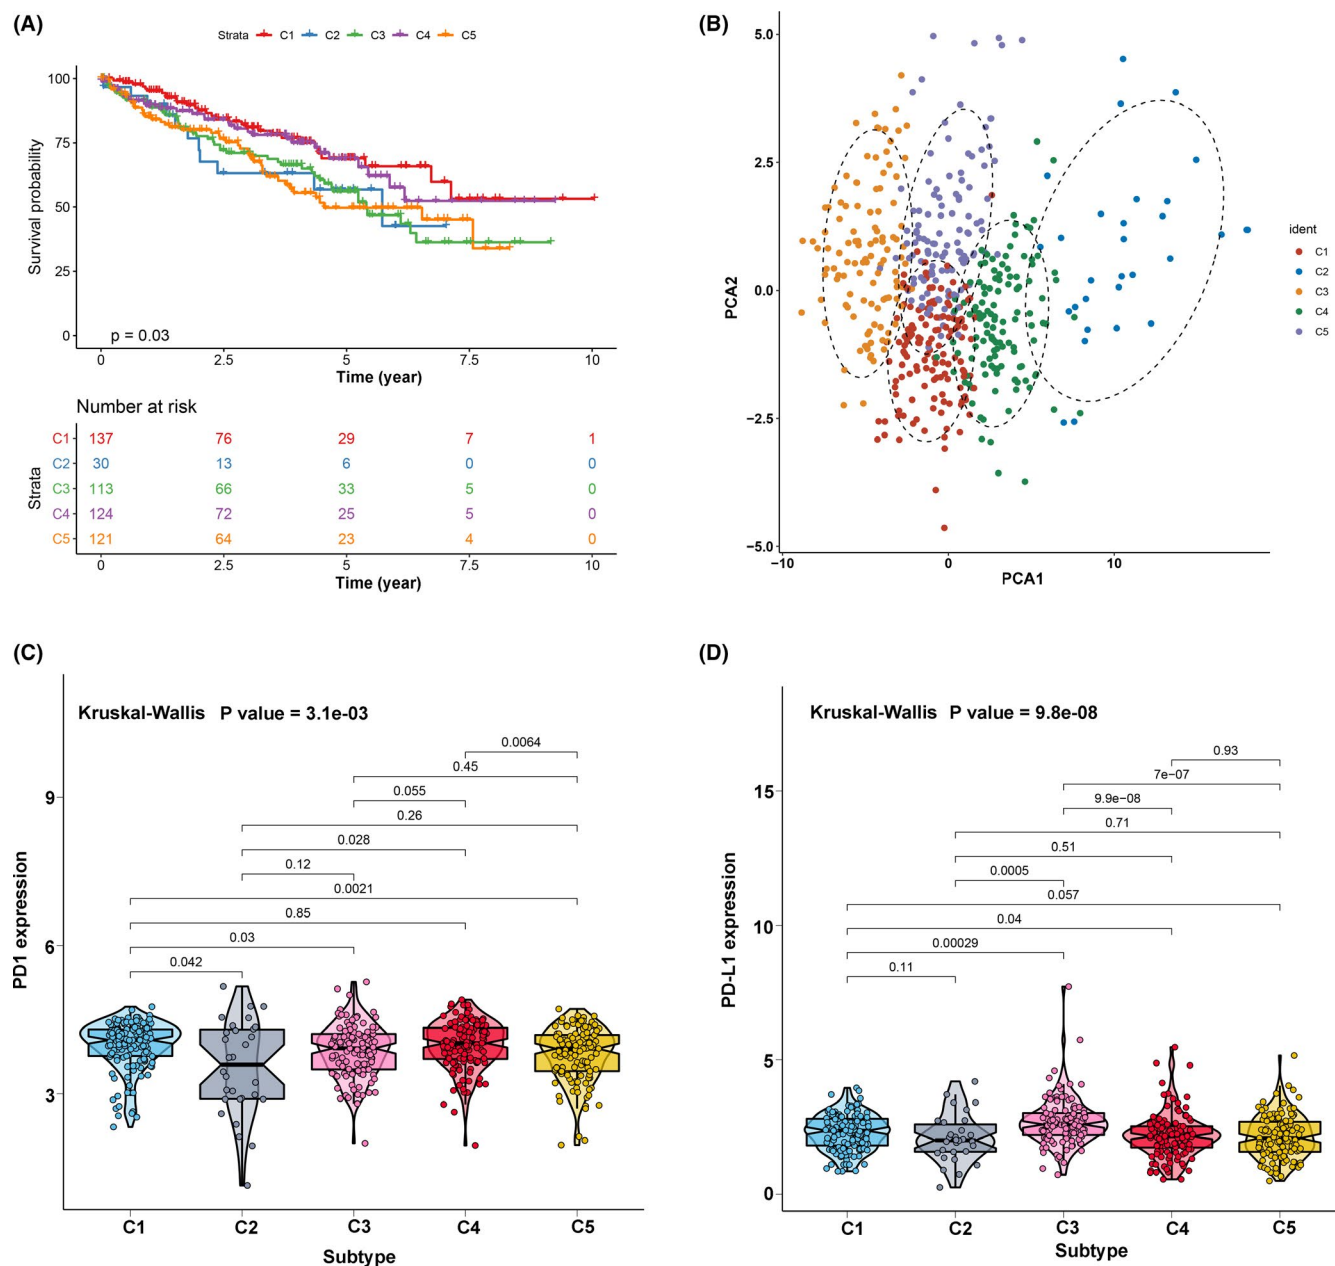 (A)
Strata C1 C2 C3 C4 C5
Survival probability
100
75
50
25
0
p = 0.03
0 2.5 5 7.5 10
Time (year)
Number at risk
Strata
C1 137 76 29 7 1
C2 30 13 6 0 0
C3 113 66 33 5 0
C4 124 72 25 5 0
C5 121 64 23 4 0
0 2.5 5 7.5 10
Time (year)
(B)
PCA2
5.0
2.5
0.0
−2.5
−5.0
−10 0 10
PCA1
ident
C1
C2
C3
C4
C5
(C)
Kruskal-Wallis P value = 3.1e-03
PD1 expression
9
6
3
0.0064
0.45
0.055
0.26
0.028
0.12
0.0021
0.85
0.03
0.042
C1 C2 C3 C4 C5
Subtype
(D)
Kruskal-Wallis P value = 9.8e-08
PD-L1 expression
15
10
5
0
0.93
7e−07
9.9e−08
0.71
0.51
0.0005
0.057
0.04
0.00029
0.11
C1 C2 C3 C4 C5
Subtype